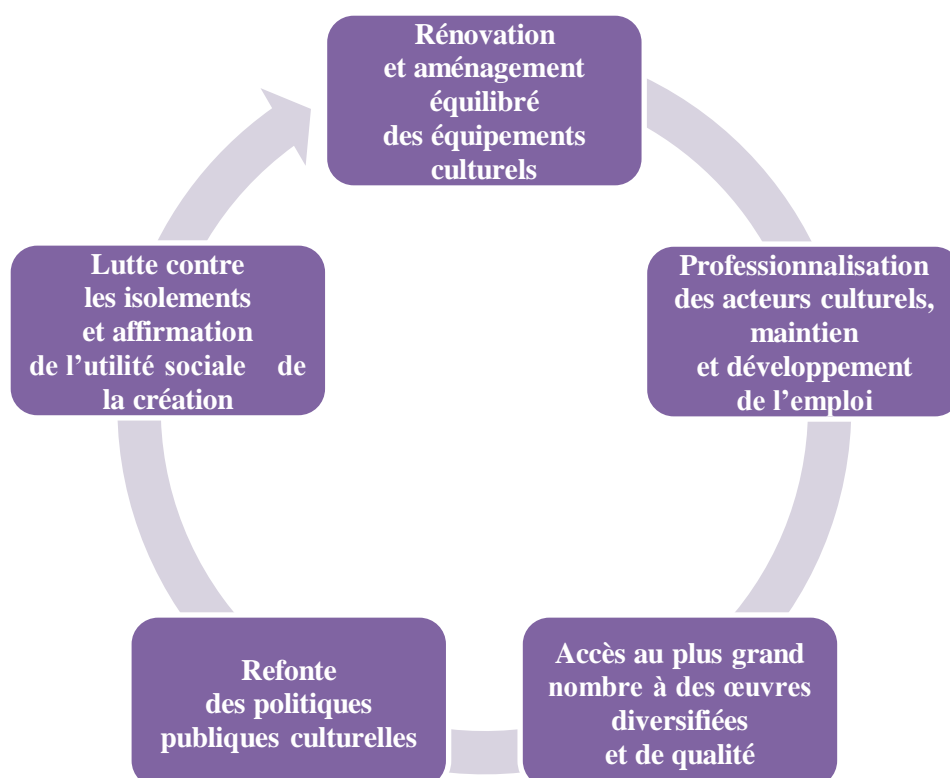 Rénovation
et aménagement
équilibré
des équipements
culturels
Professionnalisation
des acteurs culturels,
maintien
et développement
de l’emploi
Accès au plus grand
nombre à des œuvres
diversifiées
et de qualité
Refonte
des politiques
publiques culturelles
Lutte contre
les isolements
et affirmation
de l’utilité sociale de
la création